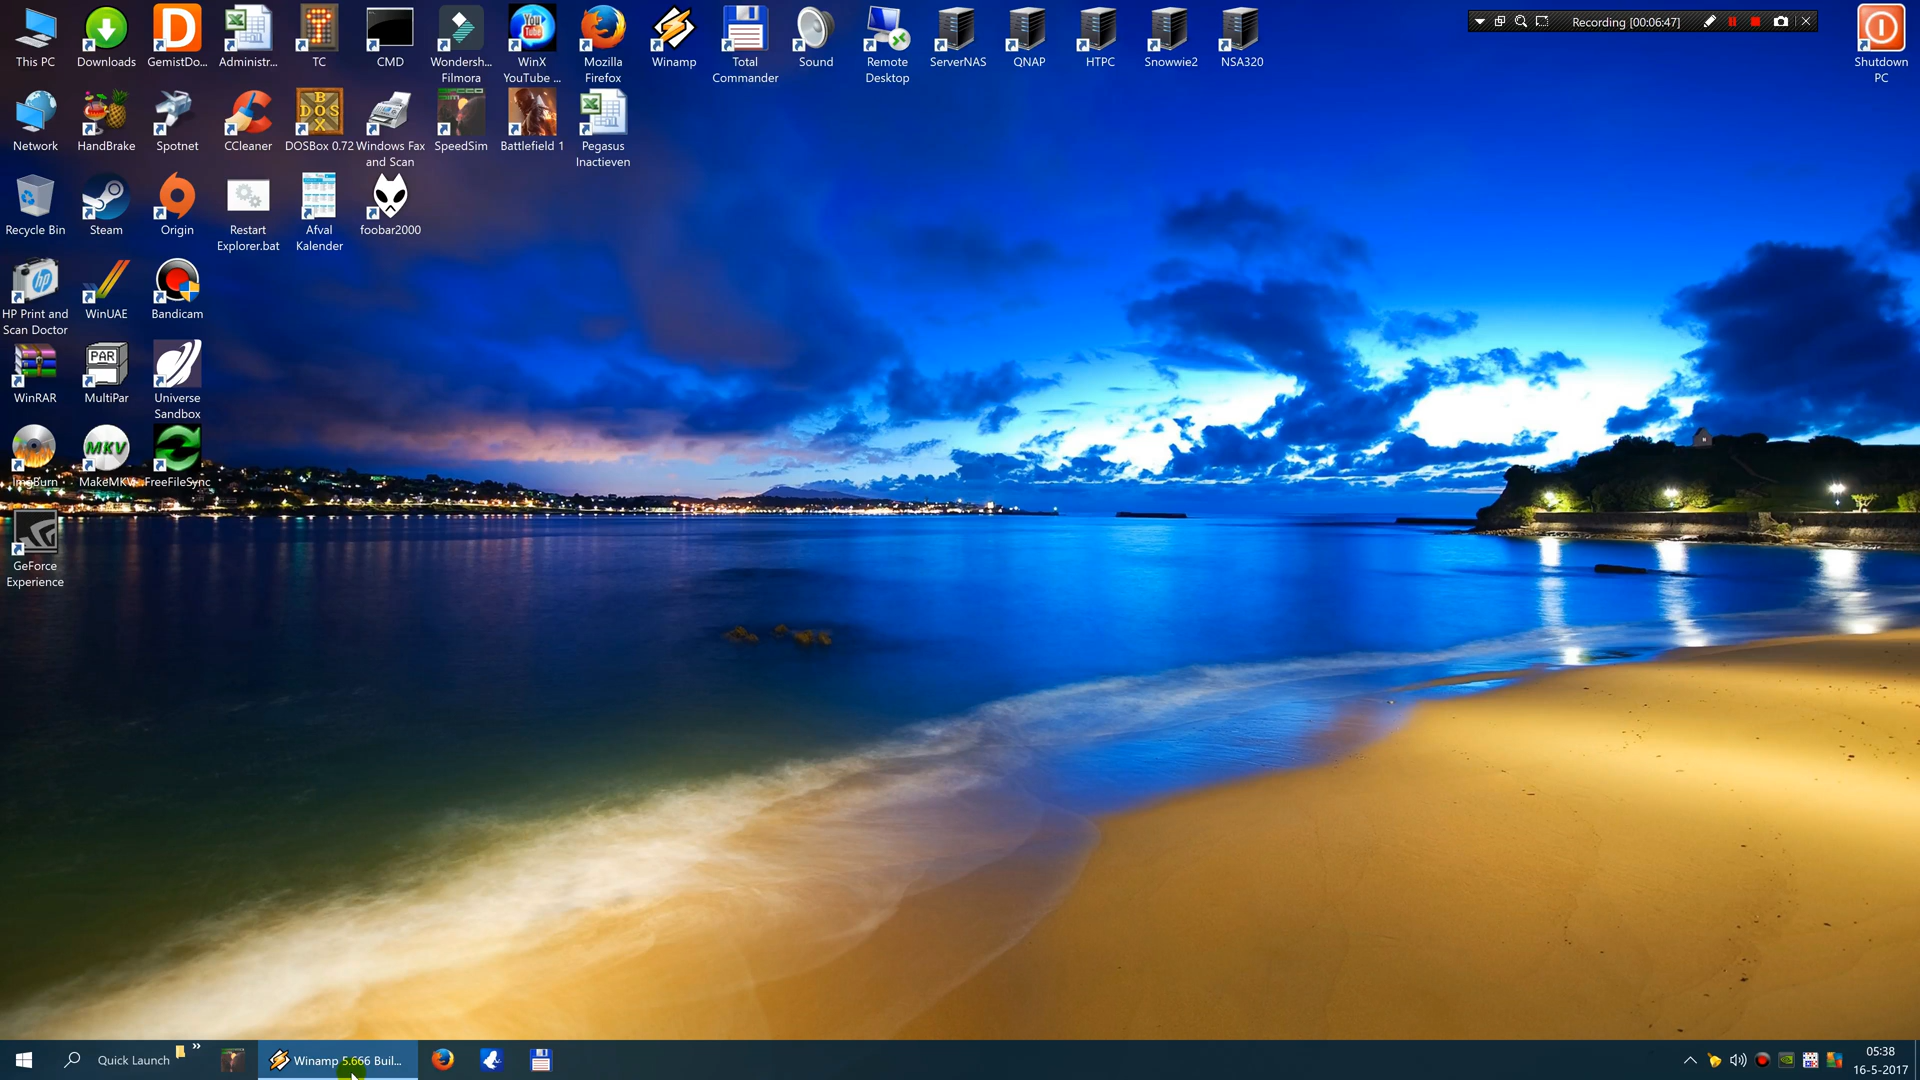 This PC
Downloads
GemistDo...
Administr...
TC
CMD
Wondersh...
Filmora
WinX
YouTube ...
Mozilla
Firefox
Winamp
Total
Commander
Sound
Remote
Desktop
ServerNAS
QNAP
HTPC
Snowwie2
NSA320
Recording [00:06:47]
Shutdown
PC
Network
HandBrake
Spotnet
CCleaner
DOSBox 0.72
Windows Fax
and Scan
SpeedSim
Battlefield 1
Pegasus
Inactieven
Recycle Bin
Steam
Origin
Restart
Explorer.bat
Afval
Kalender
foobar2000
HP Print and
Scan Doctor
WinUAE
Bandicam
WinRAR
PAR
MultiPar
Universe
Sandbox
ImgBurn
MKV
MakeMKV
FreeFileSync
GeForce
Experience
Quick Launch
Winamp 5.666 Buil...
05:38
16-5-2017